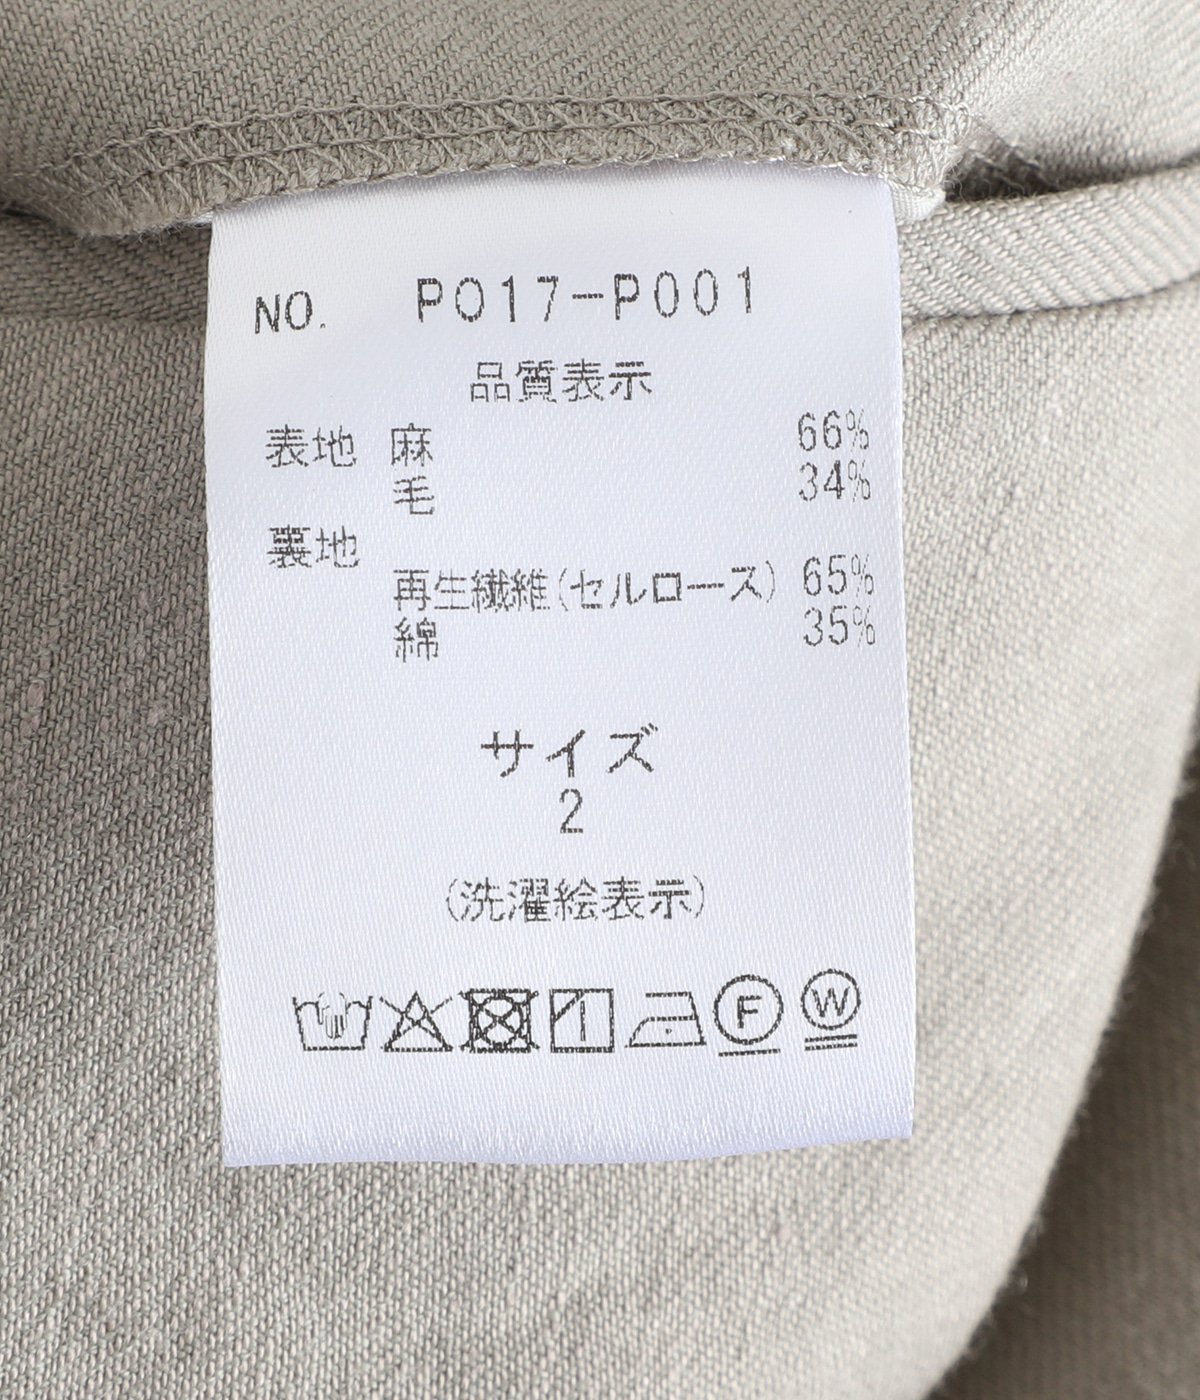 NO. PO17-P001
品質表示
表地 麻 66%
毛 34%
裏地
再生繊維(セルロース) 65%
綿 35%
サイズ
2
(洗濯絵表示)
F W